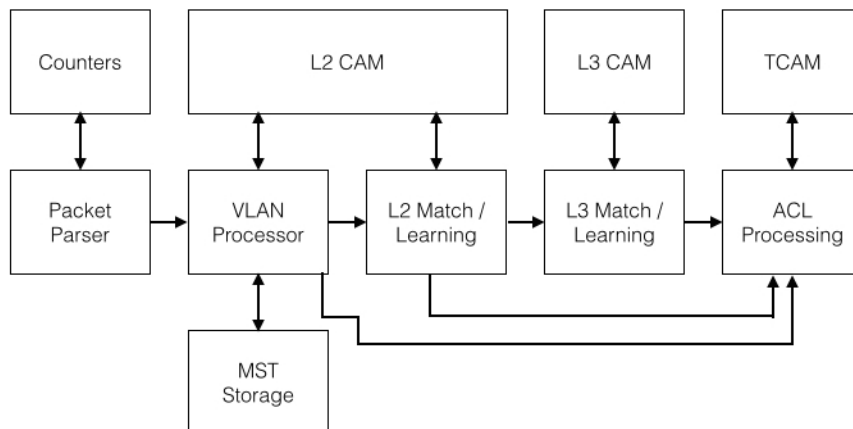 Counters
L2 CAM
L3 CAM
TCAM
Packet
Parser
VLAN
Processor
L2 Match /
Learning
L3 Match /
Learning
ACL
Processing
MST
Storage